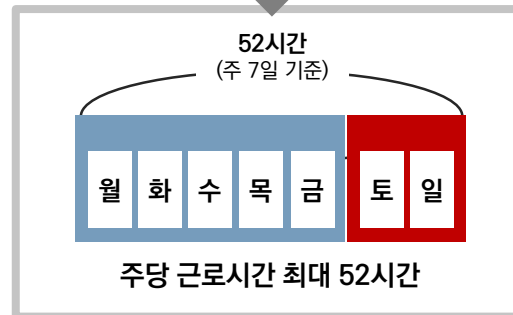 52시간
(주 7일 기준)
월 화 수 목 금 토 일
주당 근로시간 최대 52시간